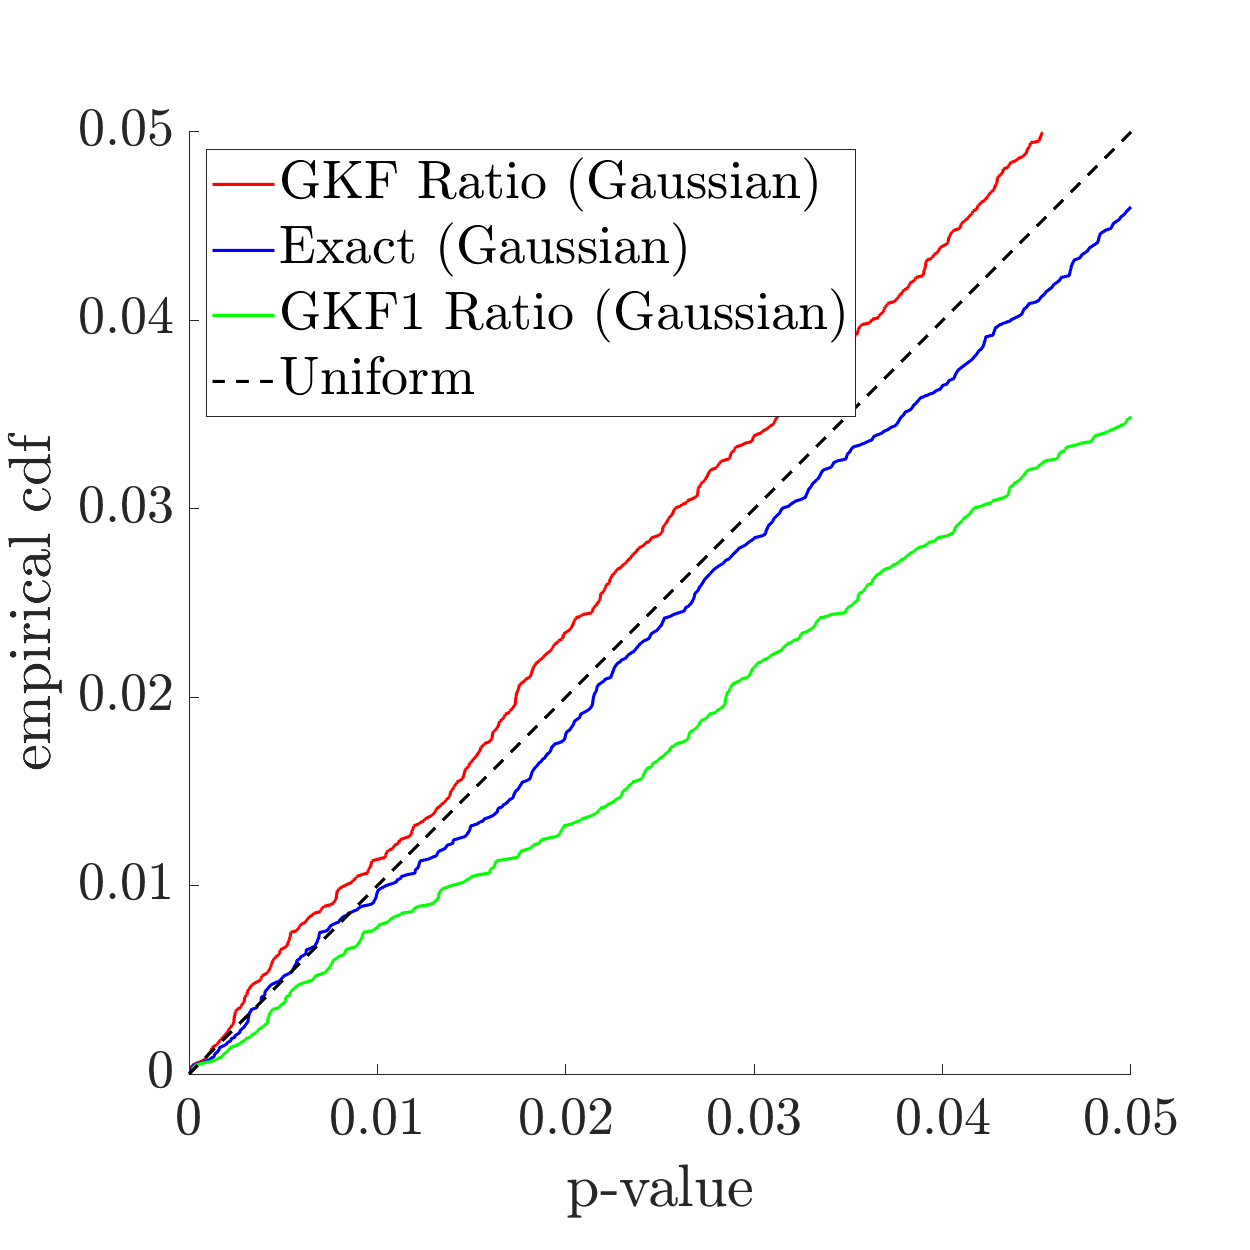 0.05
GKF Ratio (Gaussian)
Exact (Gaussian)
GKF1 Ratio (Gaussian)
Uniform
0.04
0.03
0.02
0.01
0
empirical cdf
0 0.01 0.02 0.03 0.04 0.05
p-value